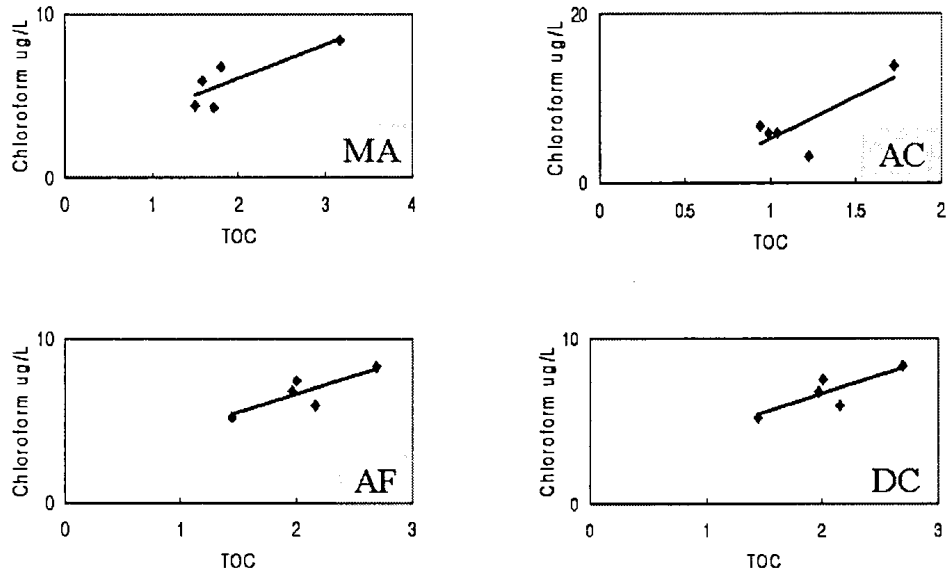 10
Chloroform ug/L
MA
0
0 1 2 3 4
TOC
20
Chloroform ug/L
AC
0
0 0.5 1 1.5 2
TOC
10
Chloroform ug/L
AF
0
0 1 2 3
TOC
10
Chloroform ug/L
DC
0
0 1 2 3
TOC